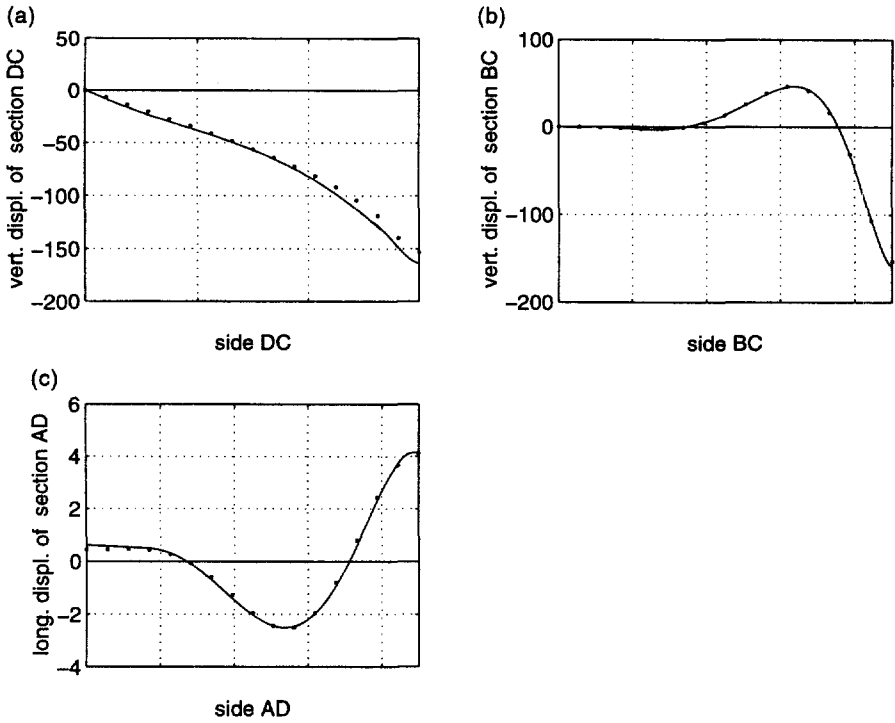 (a)
vert. displ. of section DC
50
0
−50
−100
−150
−200
side DC
(b)
vert. displ. of section BC
100
0
−100
−200
side BC
(c)
long. displ. of section AD
6
4
2
0
−2
−4
side AD